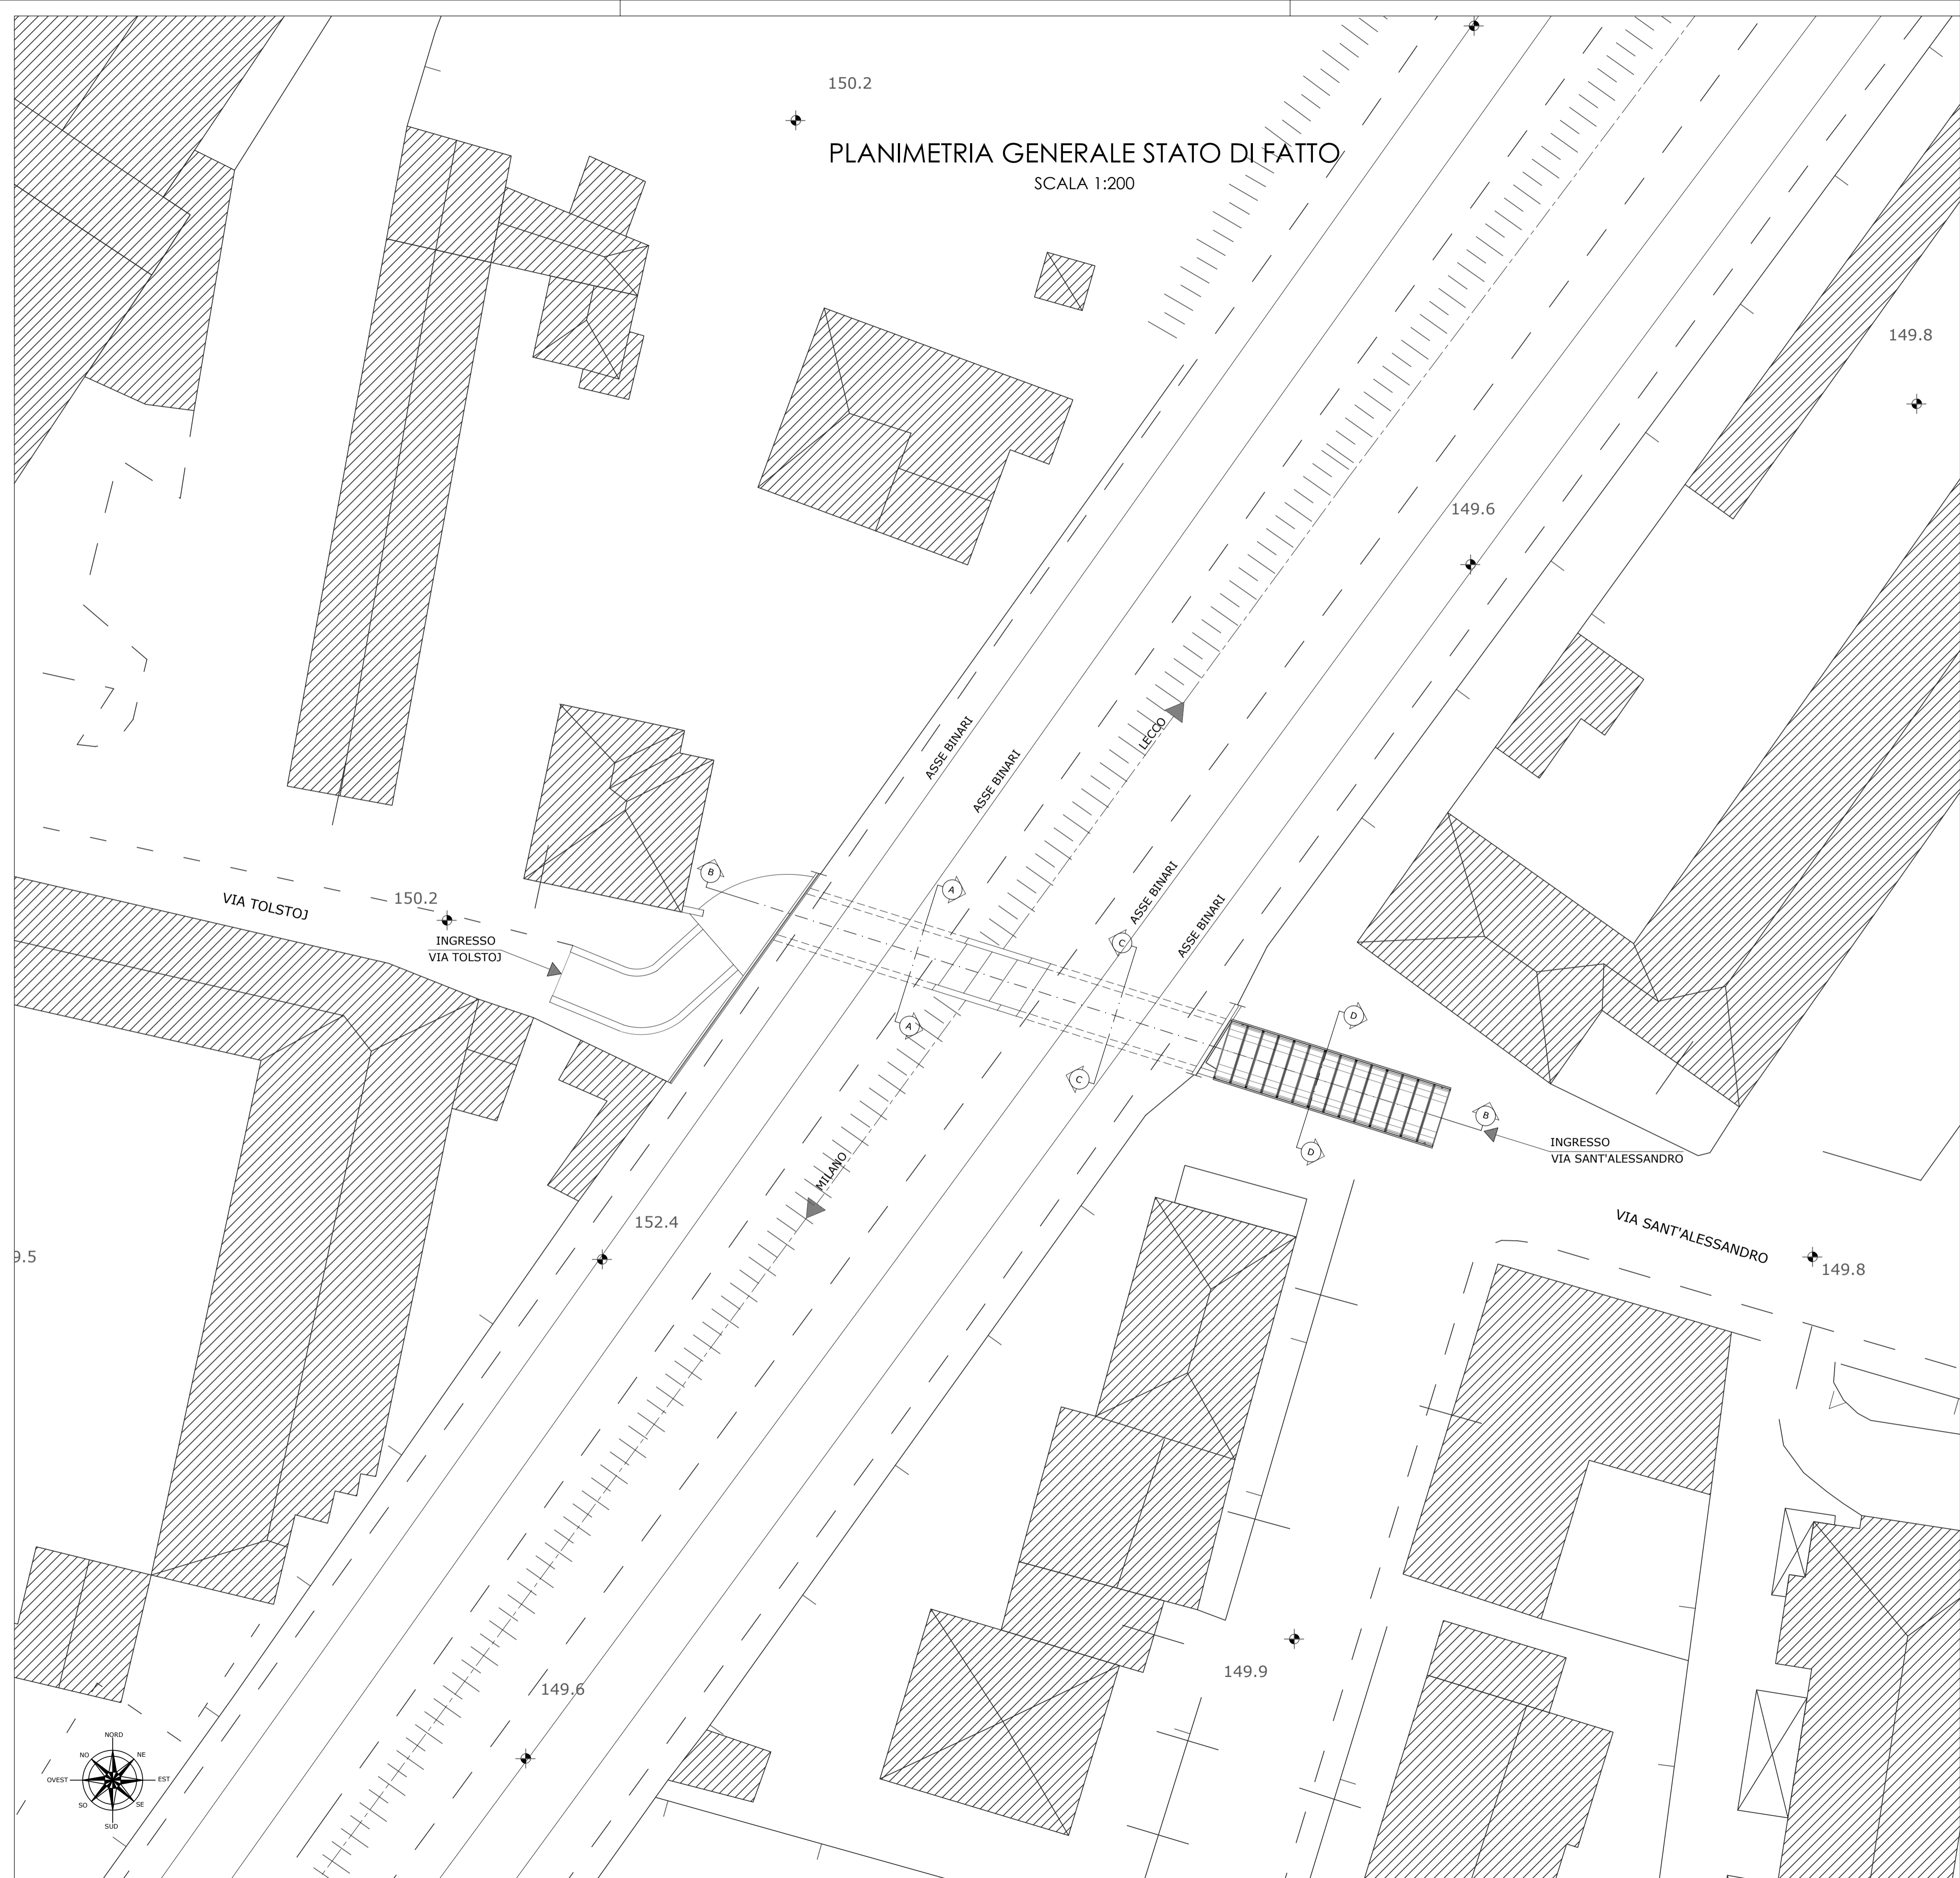 150.2
PLANIMETRIA GENERALE STATO DI FATTO
SCALA 1:200
149.8
149.6
ASSE BINARI
ASSE BINARI
LECCO
ASSE BINARI
ASSE BINARI
B
A
150.2
VIA TOLSTOJ
INGRESSO
VIA TOLSTOJ
C
A
D
C
B
D
INGRESSO
VIA SANT'ALESSANDRO
MILANO
152.4
VIA SANT'ALESSANDRO
9.5
149.8
149.9
149.6
NORD
NO
NE
OVEST
EST
SO
SE
SUD